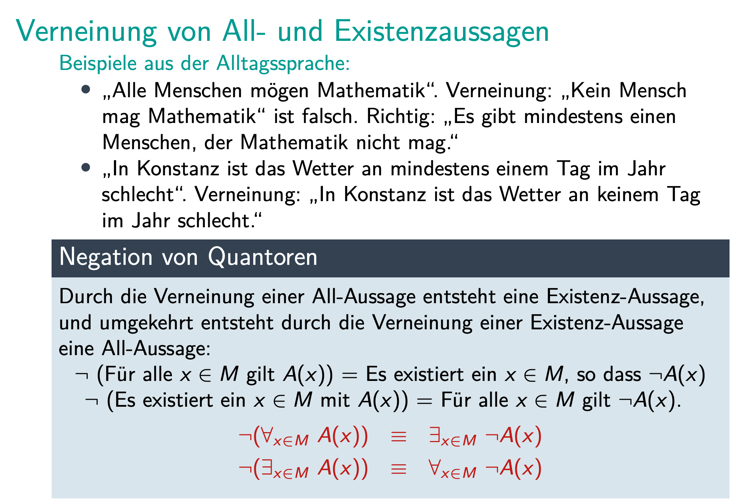 Verneinung von All- und Existenzaussagen
Beispiele aus der Alltagssprache:
• „Alle Menschen mögen Mathematik“. Verneinung: „Kein Mensch
mag Mathematik“ ist falsch. Richtig: „Es gibt mindestens einen
Menschen, der Mathematik nicht mag.“
• „In Konstanz ist das Wetter an mindestens einem Tag im Jahr
schlecht“. Verneinung: „In Konstanz ist das Wetter an keinem Tag
im Jahr schlecht.“
Negation von Quantoren
Durch die Verneinung einer All-Aussage entsteht eine Existenz-Aussage,
und umgekehrt entsteht durch die Verneinung einer Existenz-Aussage
eine All-Aussage:
¬ (Für alle x ∈ M gilt A(x)) = Es existiert ein x ∈ M, so dass ¬A(x)
¬ (Es existiert ein x ∈ M mit A(x)) = Für alle x ∈ M gilt ¬A(x).
¬(∀x∈M A(x)) ≡ ∃x∈M ¬A(x)
¬(∃x∈M A(x)) ≡ ∀x∈M ¬A(x)